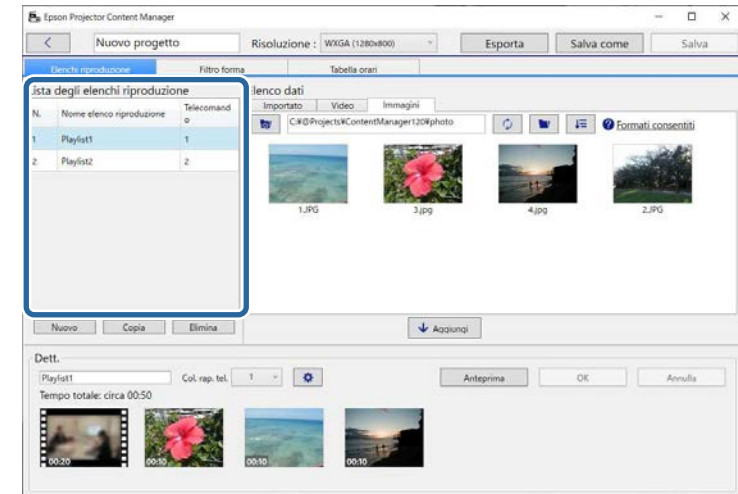 Epson Projector Content Manager
Nuovo progetto Risoluzione : WXGA (1280x800) Esporta Salva come Salva
Elenchi riproduzione Filtro forma Tabella orari
Lista degli elenchi riproduzione Elenco dati
Importato Video Immagini
N. Nome elenco riproduzione Telecomand
o
C:¥@Projects¥ContentManager120¥photo Formati consentiti
1 Playlist1 1
2 Playlist2 2
1.JPG 3.jpg 4.jpg 2.JPG
Nuovo Copia Elimina Aggiungi
Dett.
Playlist1 Col. rap. tel. 1 Anteprima OK Annulla
Tempo totale: circa 00:50
00:20 00:10 00:10 00:10